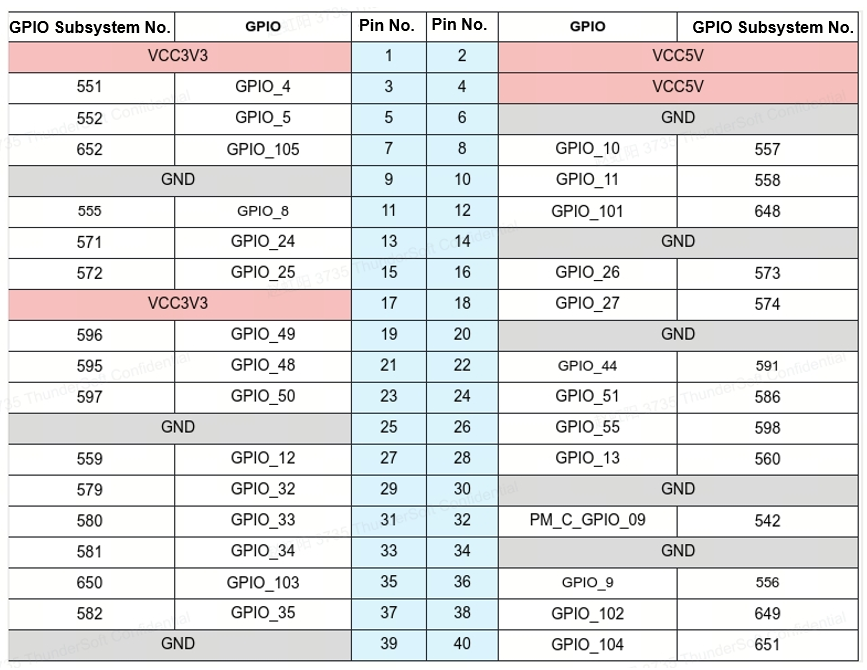 GPIO Subsystem No. GPIO Pin No. Pin No. GPIO GPIO Subsystem No.
VCC3V3 1 2 VCC5V
551 GPIO_4 3 4 VCC5V
552 GPIO_5 5 6 GND
652 GPIO_105 7 8 GPIO_10 557
GND 9 10 GPIO_11 558
555 GPIO_8 11 12 GPIO_101 648
571 GPIO_24 13 14 GND
572 GPIO_25 15 16 GPIO_26 573
VCC3V3 17 18 GPIO_27 574
596 GPIO_49 19 20 GND
595 GPIO_48 21 22 GPIO_44 591
597 GPIO_50 23 24 GPIO_51 586
GND 25 26 GPIO_55 598
559 GPIO_12 27 28 GPIO_13 560
579 GPIO_32 29 30 GND
580 GPIO_33 31 32 PM_C_GPIO_09 542
581 GPIO_34 33 34 GND
650 GPIO_103 35 36 GPIO_9 556
582 GPIO_35 37 38 GPIO_102 649
GND 39 40 GPIO_104 651
3735 ThunderSoft Confidential